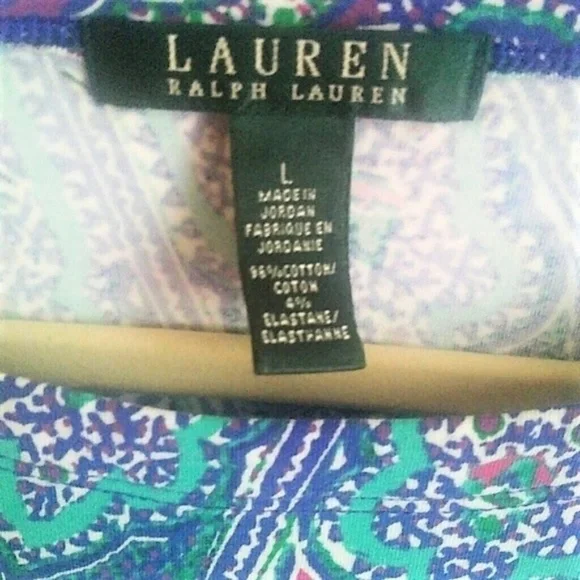 LAUREN
RALPH LAUREN
L
MADE IN
JORDAN
FABRIQUE EN
JORDANIE
96%COTTON/
COTON
4%
ELASTANE/
ELASTHANNE